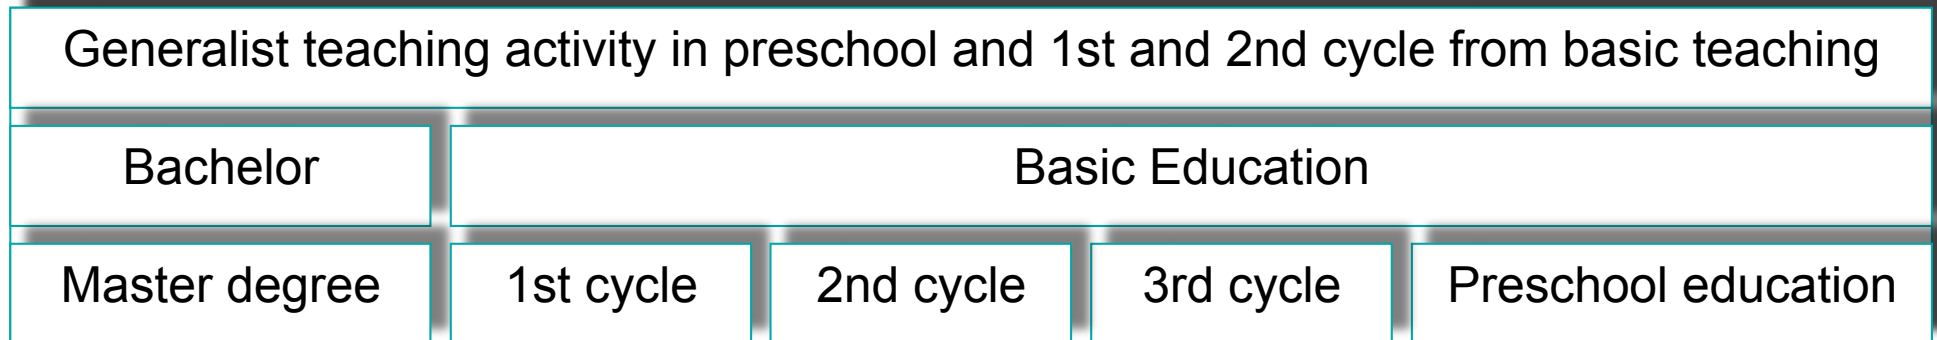 Generalist teaching activity in preschool and 1st and 2nd cycle from basic teaching
Bachelor
Basic Education
Master degree
1st cycle
2nd cycle
3rd cycle
Preschool education